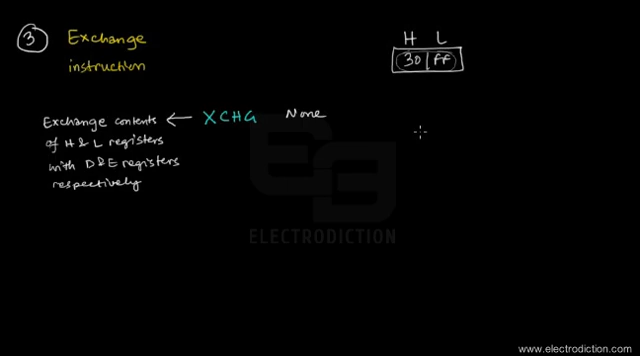 3 Exchange
instruction
H L
30 FF
Exchange contents ← XCHG None
of H & L registers
with D & E registers
respectively
ELECTRODICTION
www.electrodiction.com